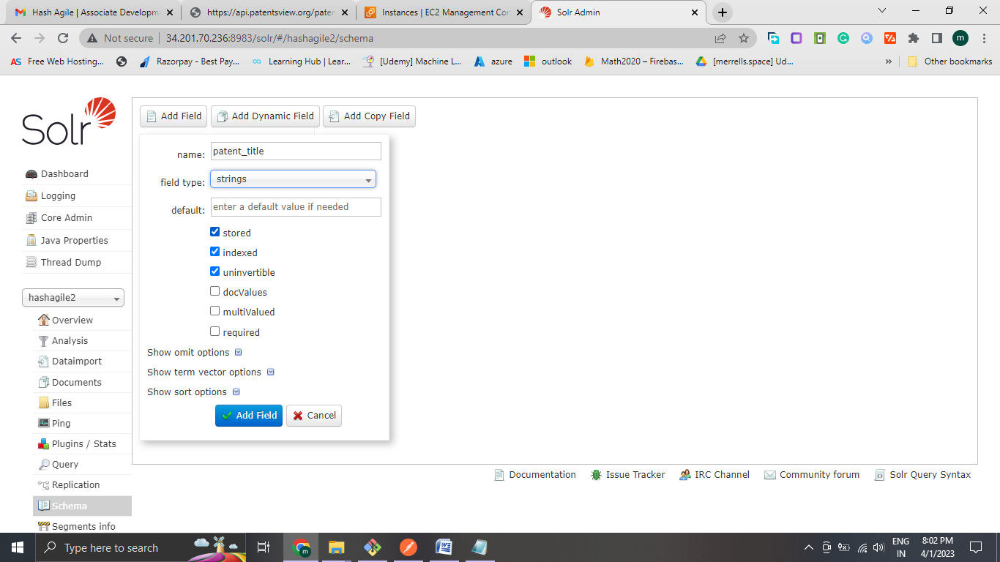 Hash Agile | Associate Developm
https://api.patentsview.org/paten
Instances | EC2 Management Con
Solr Admin
Not secure
34.201.70.236:8983/solr/#/hashagile2/schema
m
AS Free Web Hosting...
Razorpay - Best Pay...
Learning Hub | Lear...
[Udemy] Machine L...
azure
outlook
Math2020 – Firebas...
[merrells.space] Ud...
»
Other bookmarks
Solr
Add Field
Add Dynamic Field
Add Copy Field
name: patent_title
field type: strings
default: enter a default value if needed
stored
indexed
uninvertible
docValues
multiValued
required
Show omit options
Show term vector options
Show sort options
Add Field
Cancel
Dashboard
Logging
Core Admin
Java Properties
Thread Dump
hashagile2
Overview
Analysis
Dataimport
Documents
Files
Ping
Plugins / Stats
Query
Replication
Schema
Segments info
Documentation
Issue Tracker
IRC Channel
Community forum
Solr Query Syntax
Type here to search
ENG
IN
8:02 PM
4/1/2023